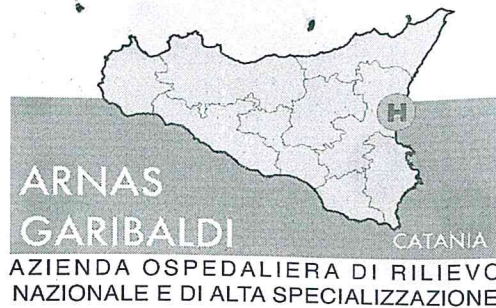 H
ARNAS
GARIBALDI
CATANIA
AZIENDA OSPEDALIERA DI RILIEVO
NAZIONALE E DI ALTA SPECIALIZZAZIONE